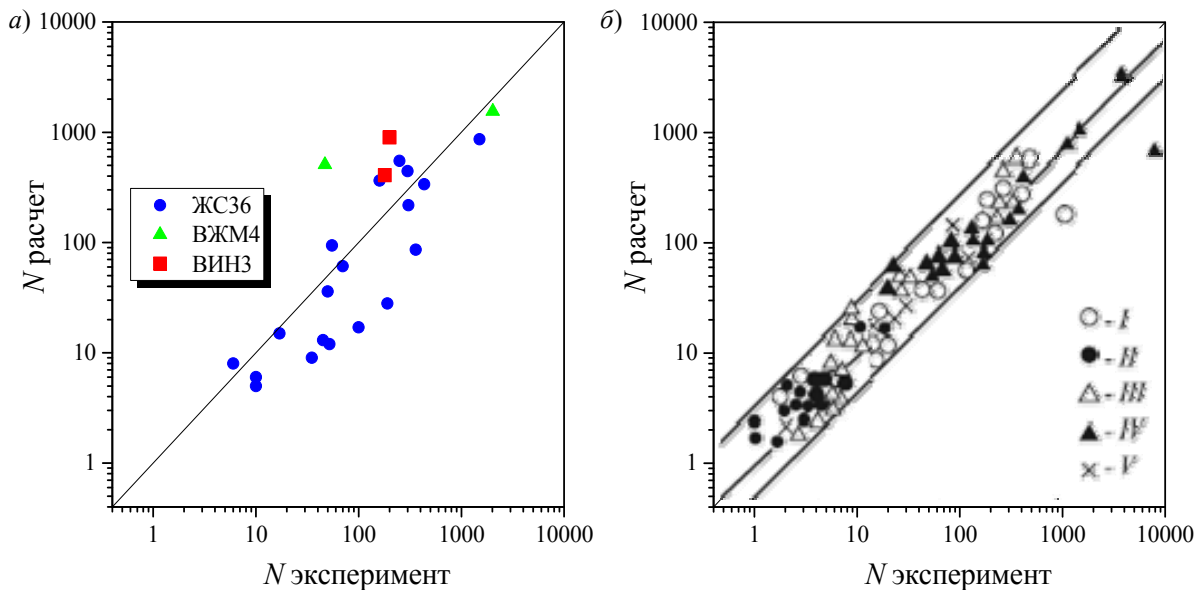 а)
10000
1000
100
10
1
N расчет
ЖС36
ВЖМ4
ВИН3
1 10 100 1000 10000
N эксперимент
б)
10000
1000
100
10
1
N расчет
- I
- II
- III
- IV
- V
1 10 100 1000 10000
N эксперимент